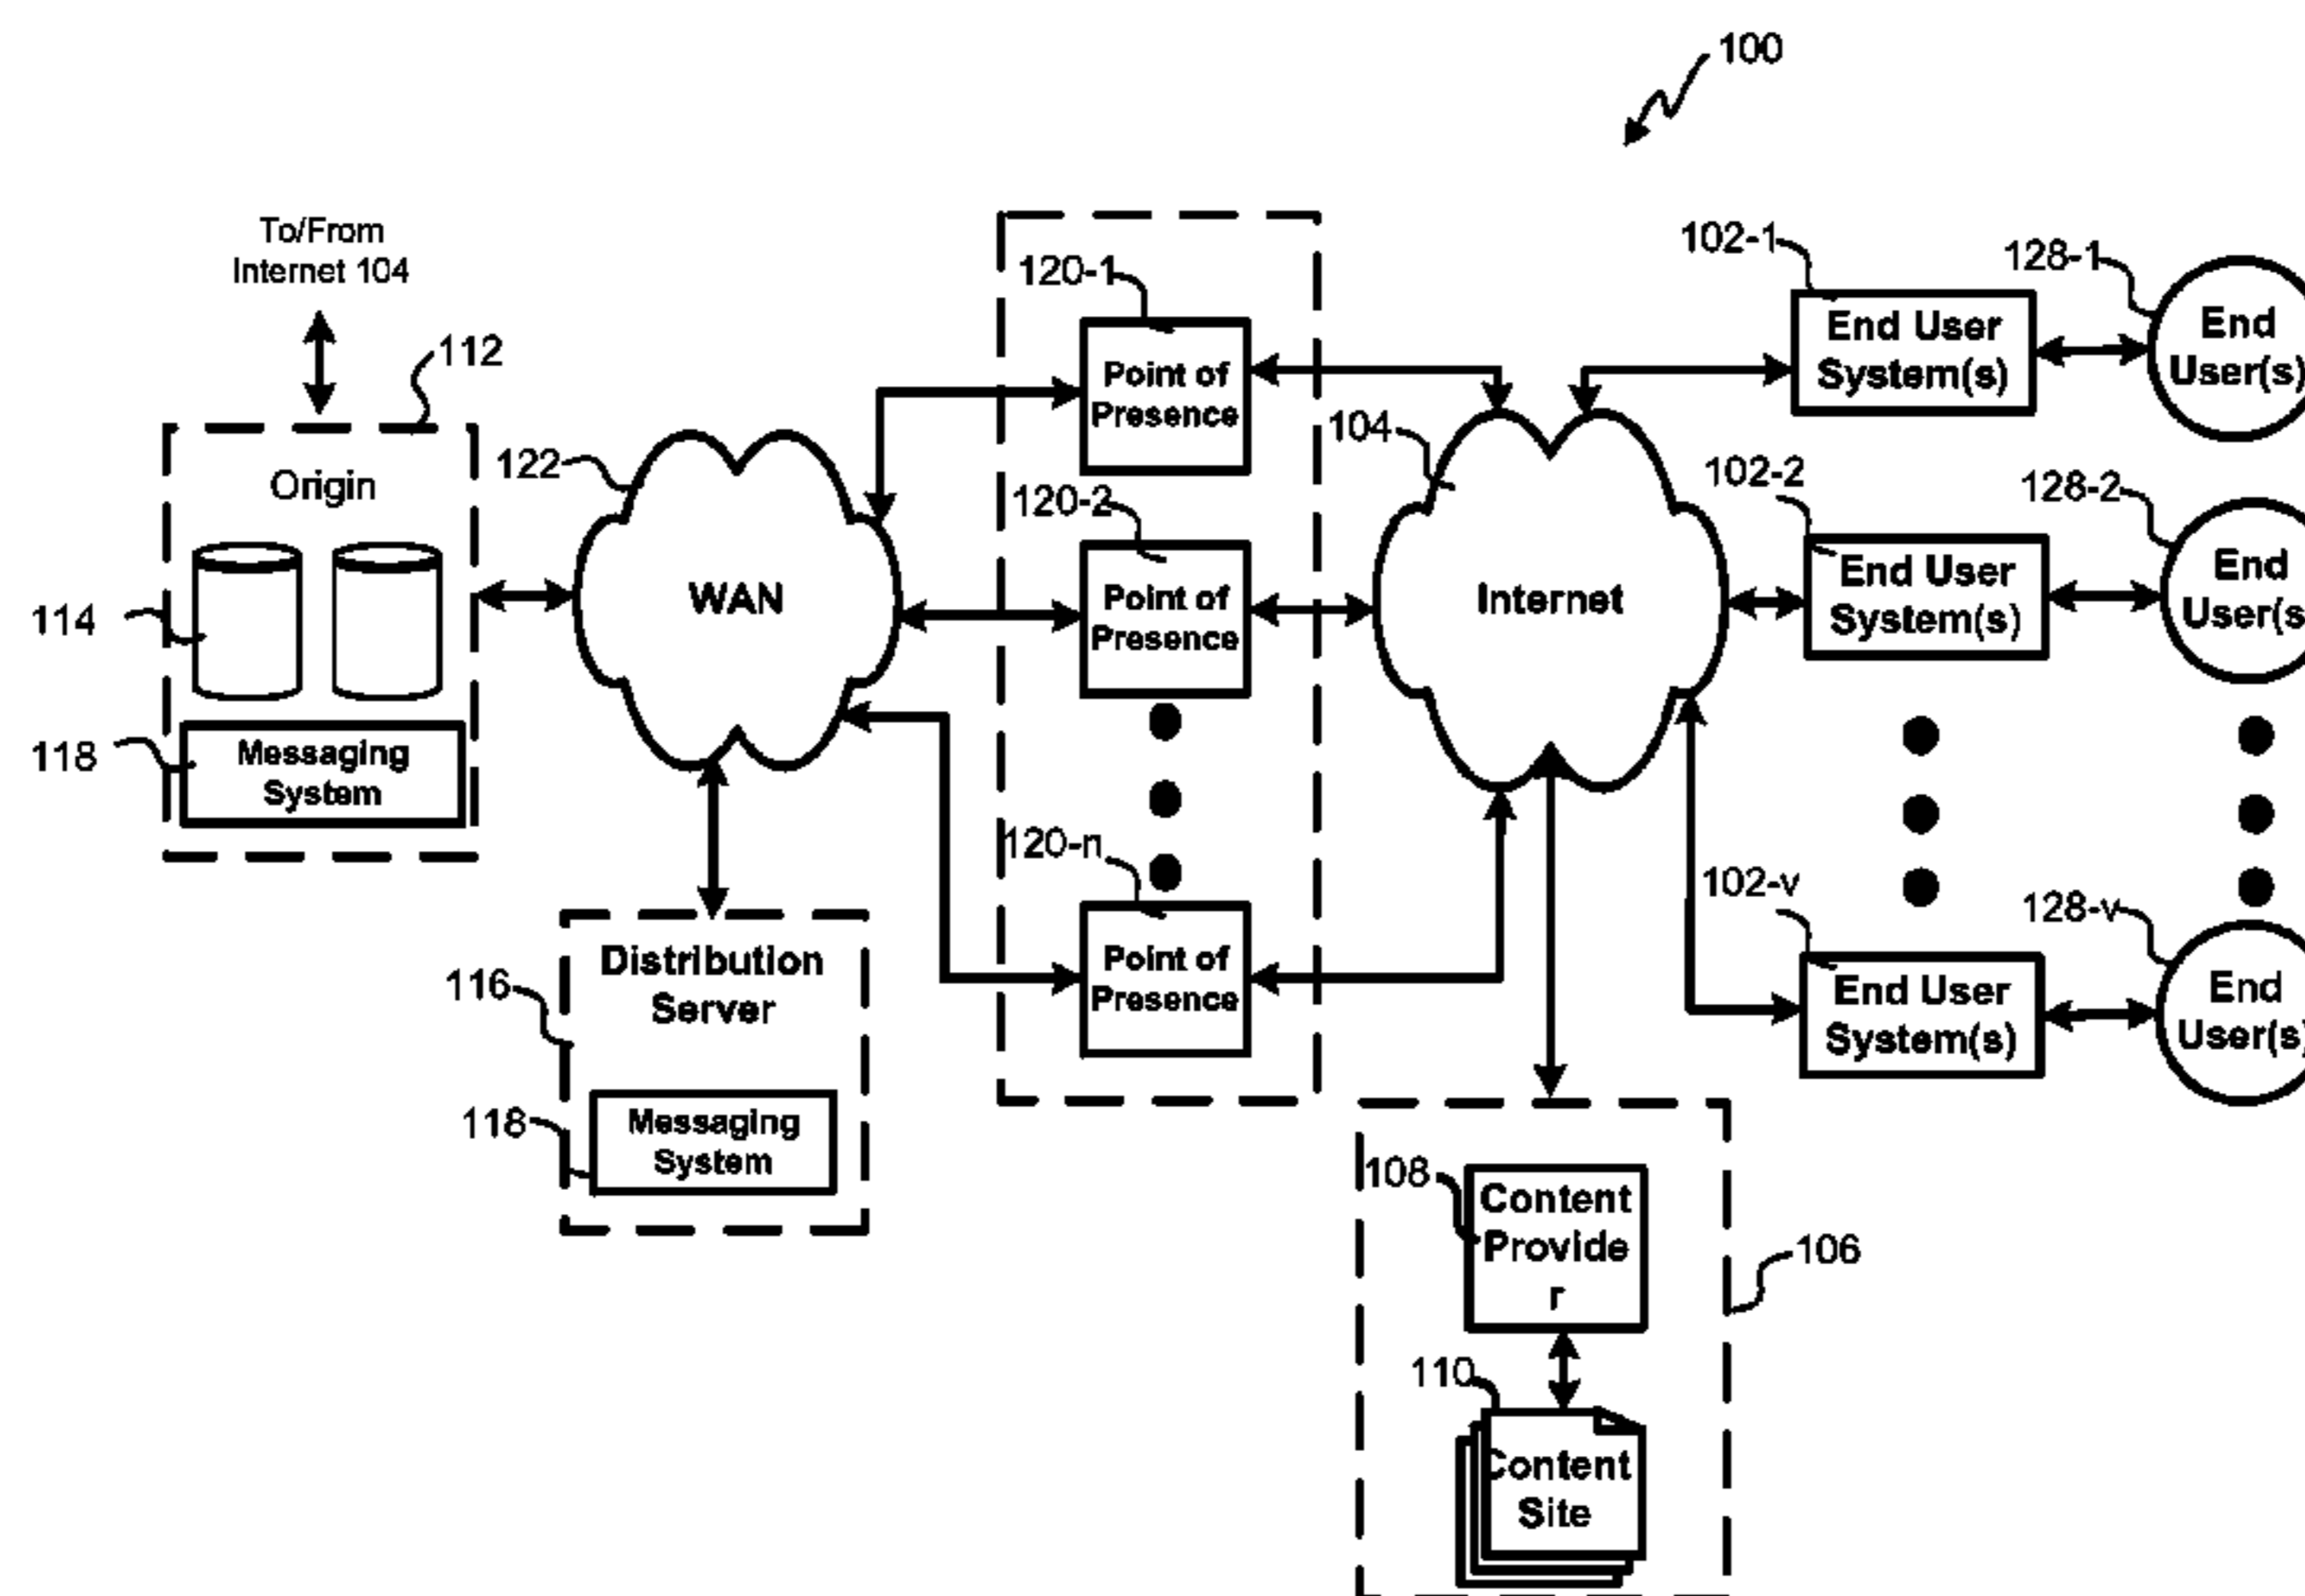 100
To/From
Internet 104
112
Origin
114
118
Messaging
System
122
WAN
116
Distribution
Server
118
Messaging
System
120-1
Point of
Presence
120-2
Point of
Presence
120-n
Point of
Presence
104
Internet
102-1
End User
System(s)
128-1
End
User(s)
102-2
End User
System(s)
128-2
End
User(s
102-v
End User
System(s)
128-v
End
User(s)
106
108
Content
Provide
r
110
Content
Site